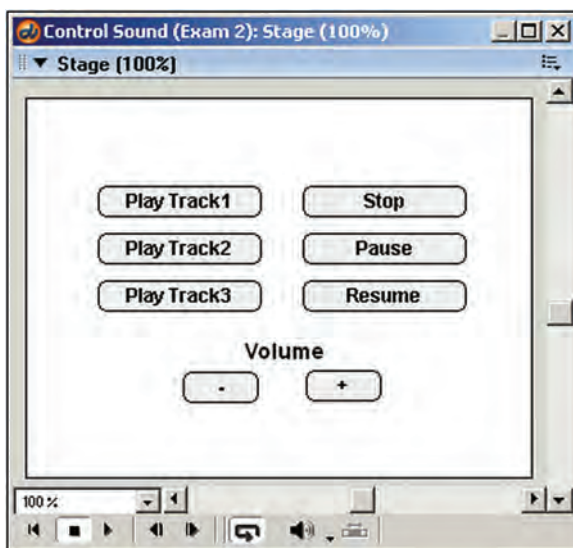 Control Sound (Exam 2): Stage (100%)
Stage (100%)
Play Track1 Stop
Play Track2 Pause
Play Track3 Resume
Volume
- +
100%